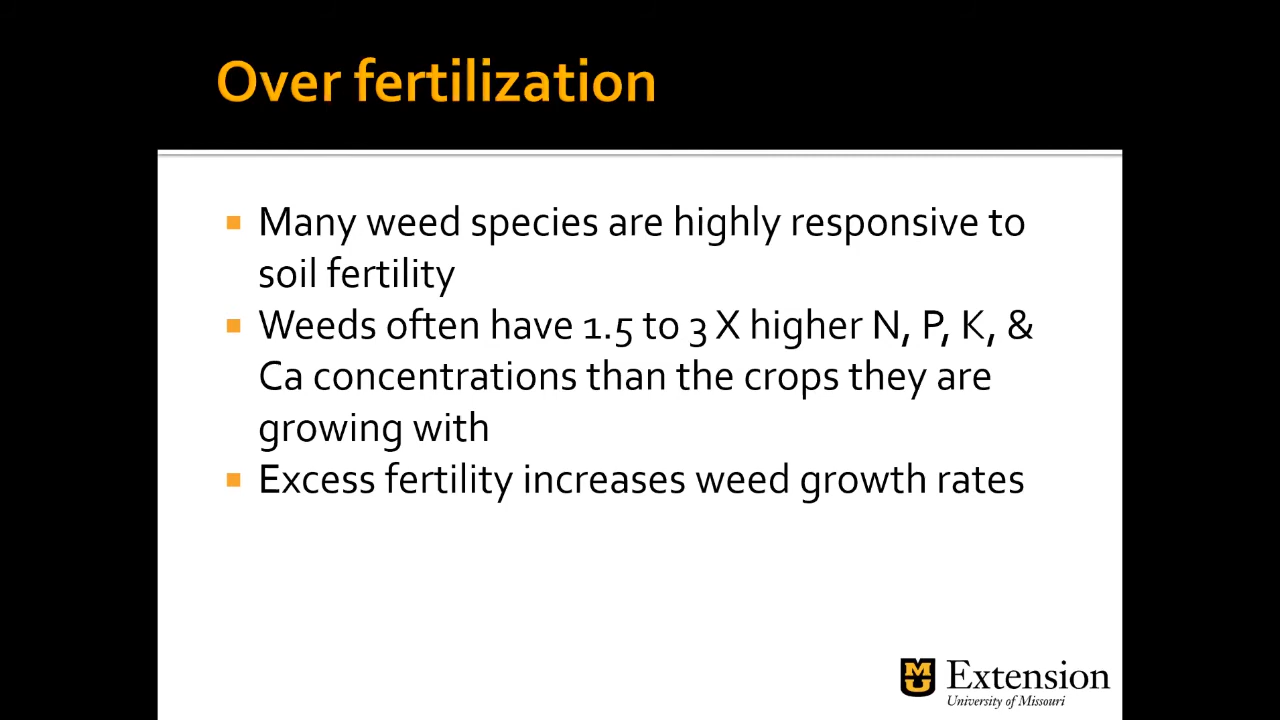 Over fertilization
Many weed species are highly responsive to
soil fertility
Weeds often have 1.5 to 3 X higher N, P, K, &
Ca concentrations than the crops they are
growing with
Excess fertility increases weed growth rates
MU Extension
University of Missouri